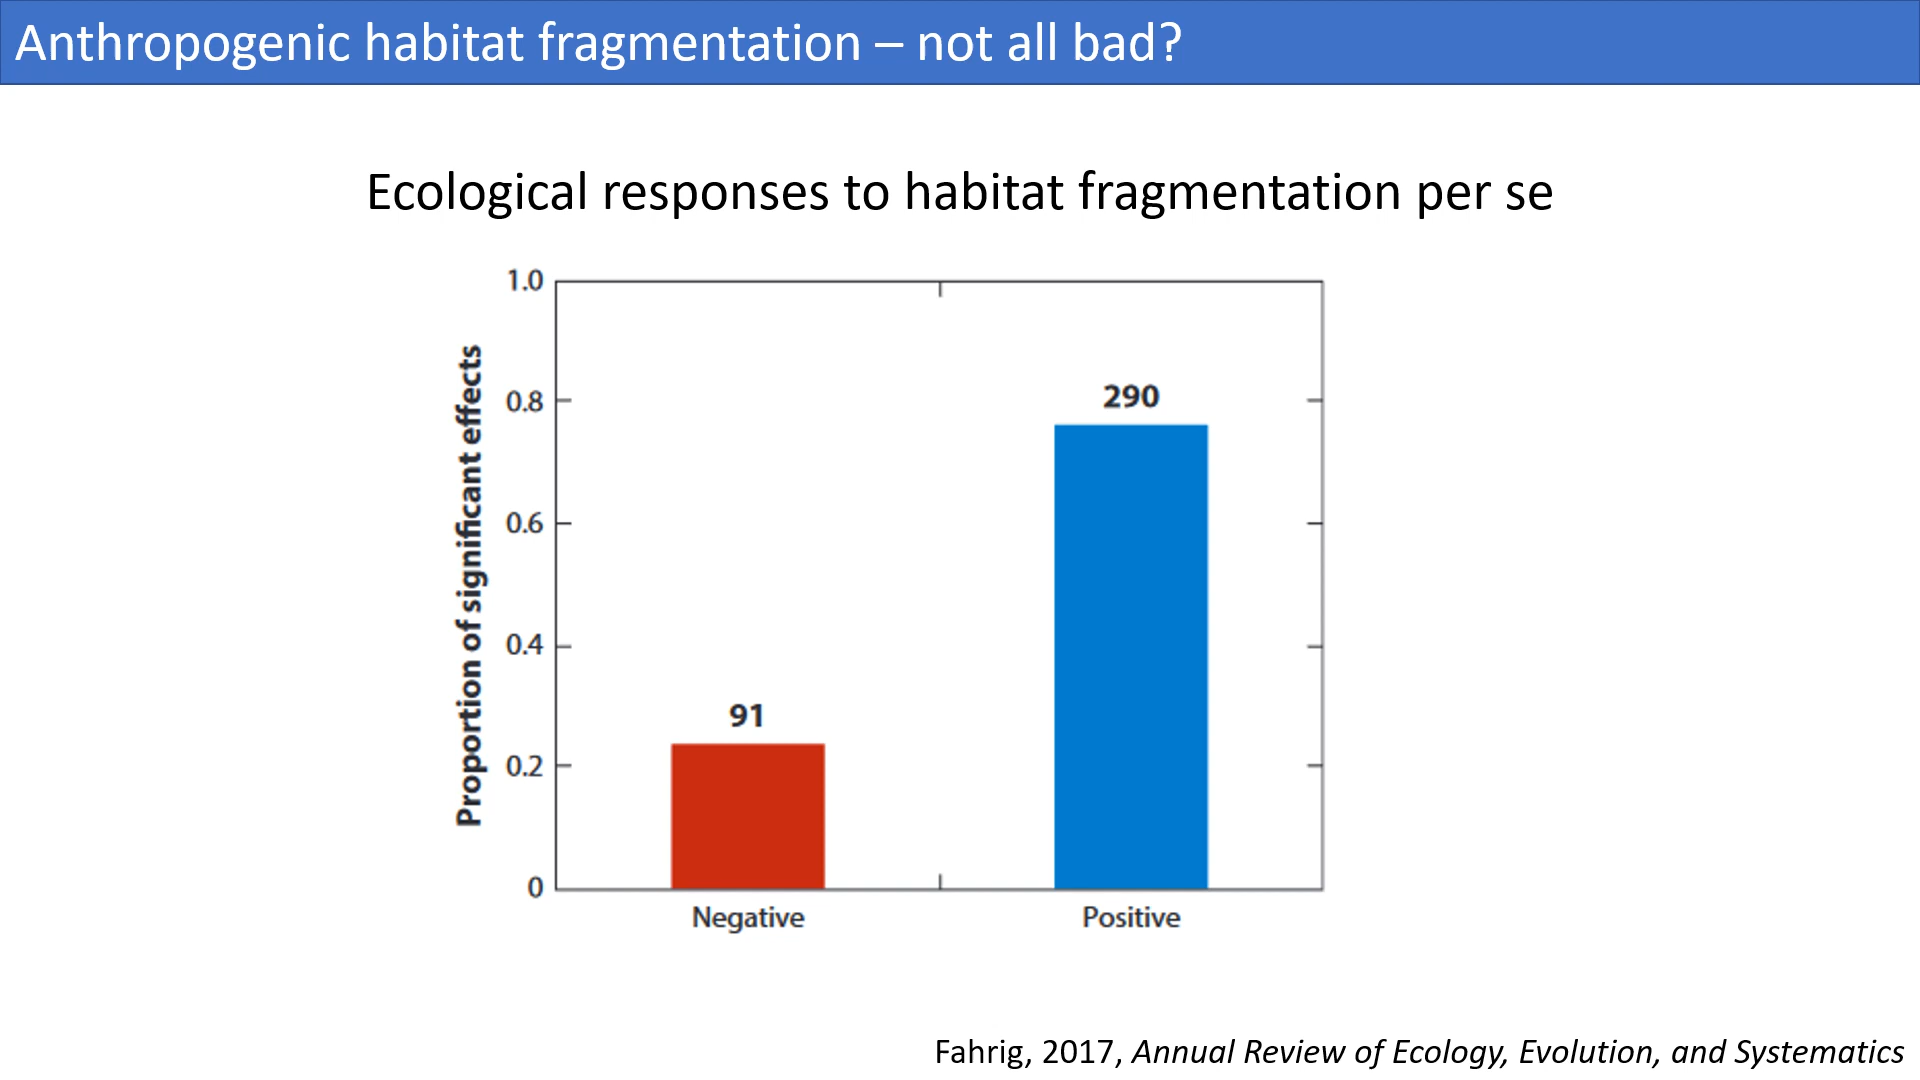 Anthropogenic habitat fragmentation – not all bad?
Ecological responses to habitat fragmentation per se
Proportion of significant effects
1.0
0.8
0.6
0.4
0.2
0
91
290
Negative
Positive
Fahrig, 2017, Annual Review of Ecology, Evolution, and Systematics